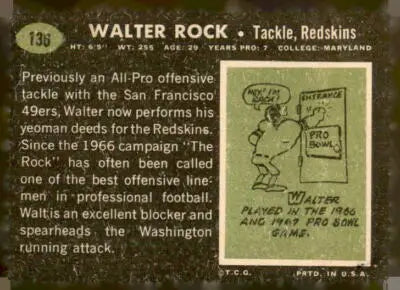 136
WALTER ROCK • Tackle, Redskins
HT: 6'5" WT: 255 AGE: 29 YEARS PRO: 7 COLLEGE: MARYLAND
Previously an All-Pro offensive
tackle with the San Francisco
49ers, Walter now performs his
yeoman deeds for the Redskins.
Since the 1966 campaign "The
Rock" has often been called
one of the best offensive line-
men in professional football.
Walt is an excellent blocker and
spearheads the Washington
running attack.
HEY! I'M
BACK!
ENTRANCE
PRO
BOWL
WALTER
PLAYED IN THE 1966
AND 1967 PRO BOWL
GAME.
©T.C.G. PRTD. IN U.S.A.